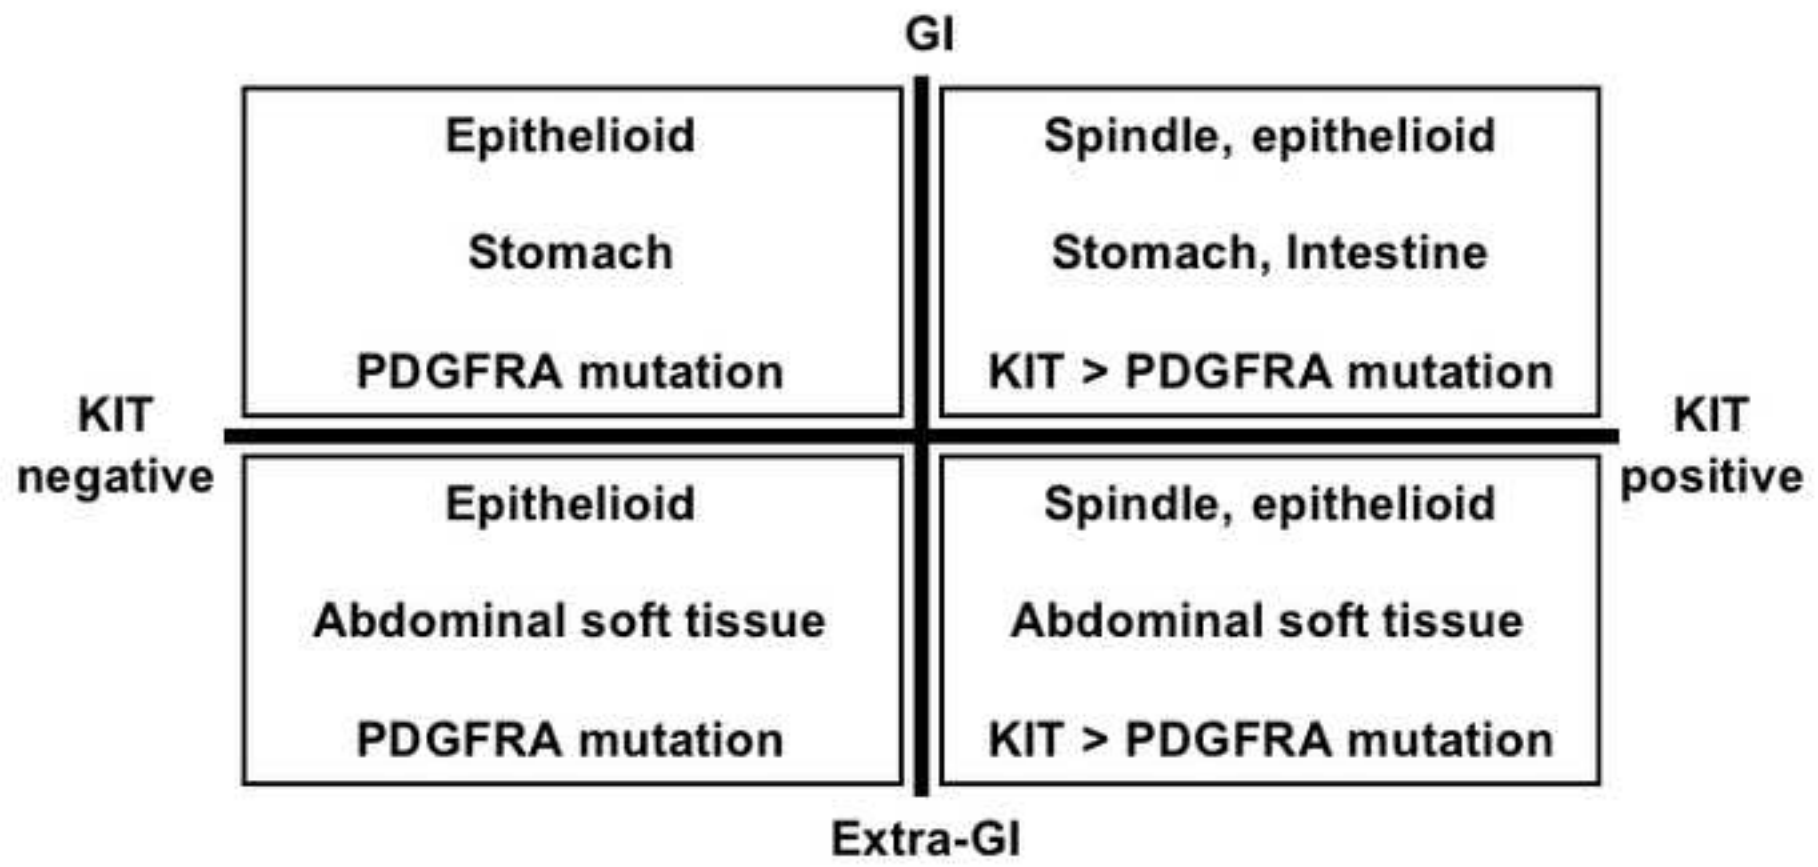 GI
Epithelioid
Stomach
PDGFRA mutation
Spindle, epithelioid
Stomach, Intestine
KIT > PDGFRA mutation
KIT
negative
KIT
positive
Epithelioid
Abdominal soft tissue
PDGFRA mutation
Spindle, epithelioid
Abdominal soft tissue
KIT > PDGFRA mutation
Extra-GI